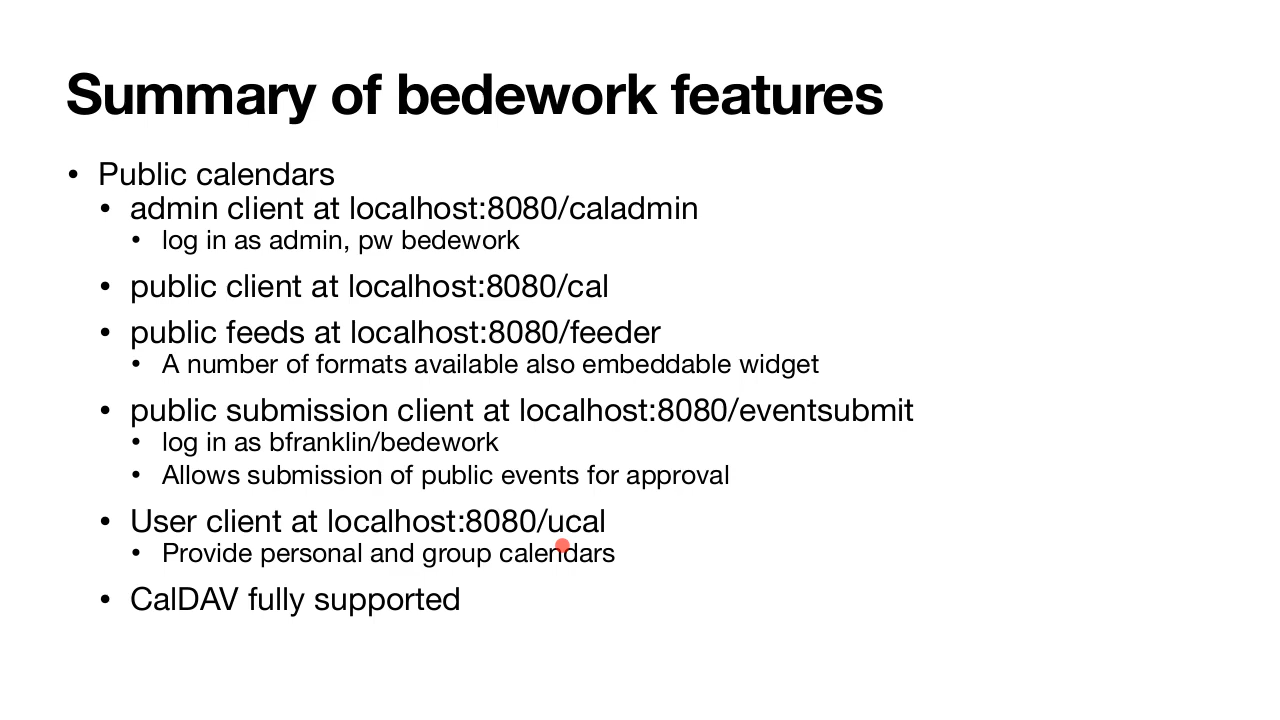 Summary of bedework features
• Public calendars
• admin client at localhost:8080/caladmin
• log in as admin, pw bedework
• public client at localhost:8080/cal
• public feeds at localhost:8080/feeder
• A number of formats available also embeddable widget
• public submission client at localhost:8080/eventsubmit
• log in as bfranklin/bedework
• Allows submission of public events for approval
• User client at localhost:8080/ucal
• Provide personal and group calendars
• CalDAV fully supported